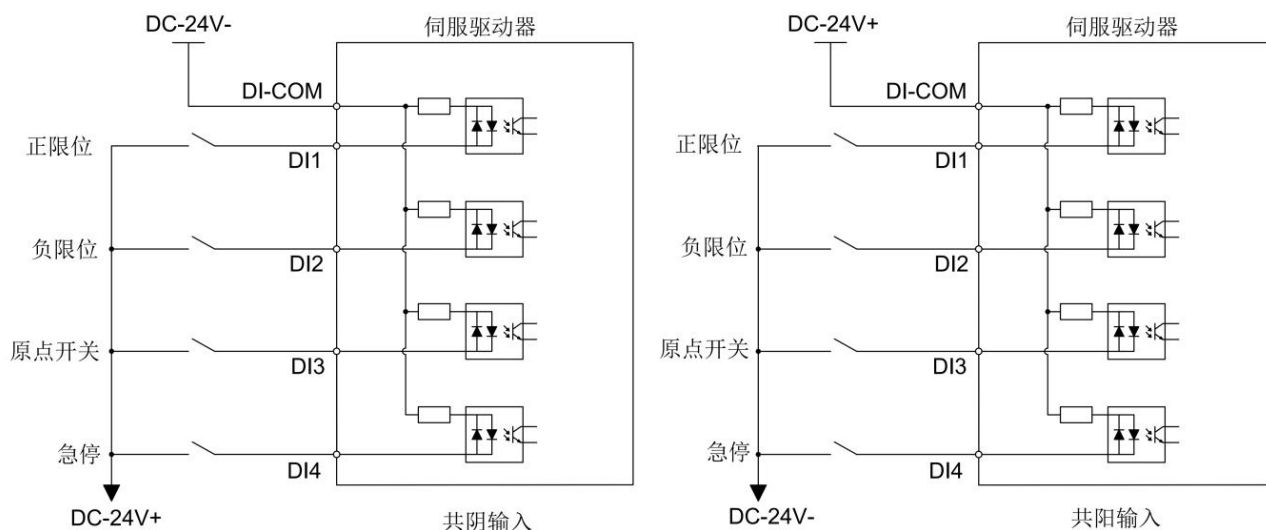 DC-24V-
伺服驱动器
DI-COM
正限位
DI1
负限位
DI2
原点开关
DI3
急停
DI4
DC-24V+
共阴输入
DC-24V+
伺服驱动器
DI-COM
正限位
DI1
负限位
DI2
原点开关
DI3
急停
DI4
DC-24V-
共阳输入